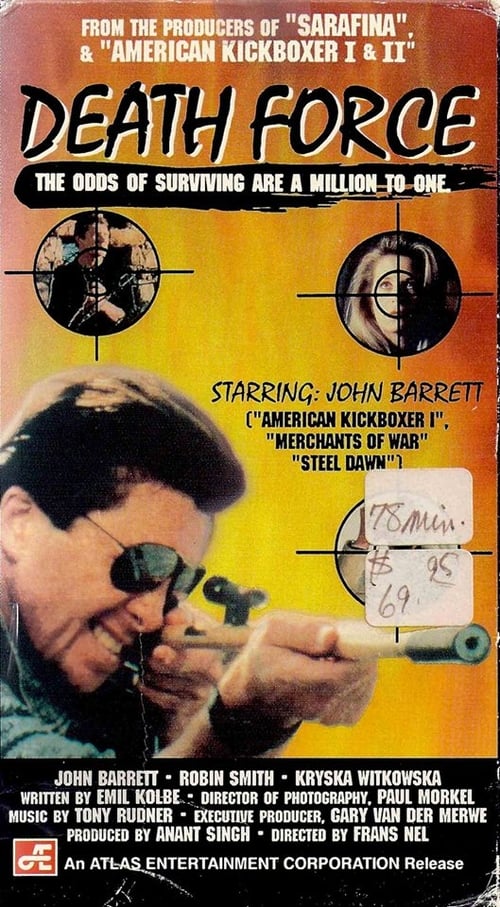 FROM THE PRODUCERS OF "SARAFINA",
& "AMERICAN KICKBOXER I & II"
DEATH FORCE
THE ODDS OF SURVIVING ARE A MILLION TO ONE.
STARRING: JOHN BARRETT
("AMERICAN KICKBOXER I",
"MERCHANTS OF WAR"
"STEEL DAWN")
78 min.
$ 95
69.
JOHN BARRETT • ROBIN SMITH • KRYSKA WITKOWSKA
WRITTEN BY EMIL KOLBE • DIRECTOR OF PHOTOGRAPHY, PAUL MORKEL
MUSIC BY TONY RUDNER • EXECUTIVE PRODUCER, GARY VAN DER MERWE
PRODUCED BY ANANT SINGH • DIRECTED BY FRANS NEL
AE An ATLAS ENTERTAINMENT CORPORATION Release